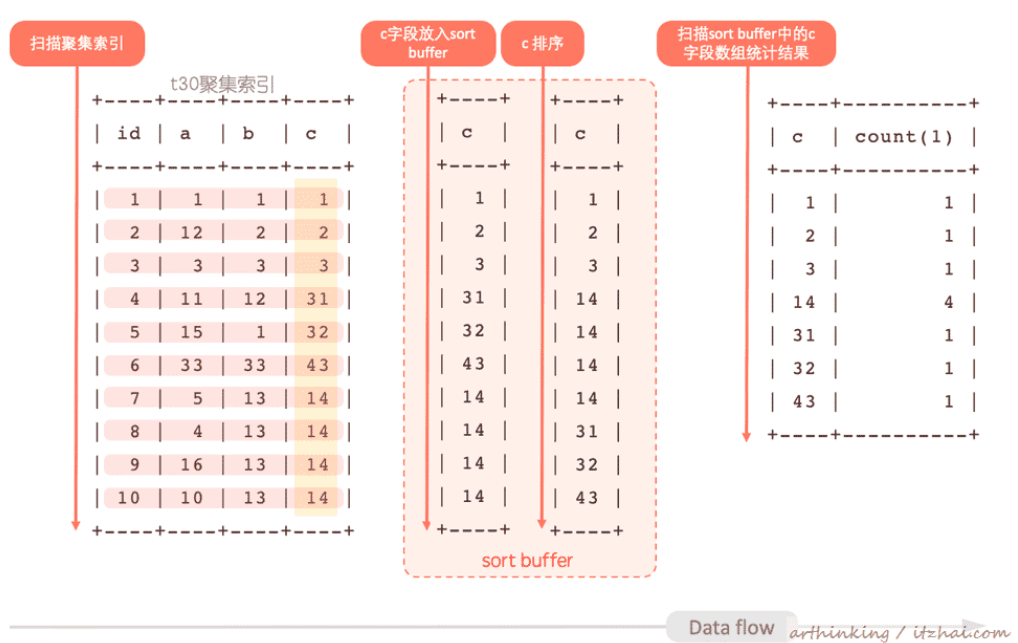 扫描聚集索引
c字段放入sort
buffer
c 排序
扫描sort buffer中的c
字段数组统计结果
t30聚集索引
+----+----+----+----+
| id | a | b | c |
+----+----+----+----+
| 1 | 1 | 1 | 1 |
| 2 | 12 | 2 | 2 |
| 3 | 3 | 3 | 3 |
| 4 | 11 | 12 | 31 |
| 5 | 15 | 1 | 32 |
| 6 | 33 | 33 | 43 |
| 7 | 5 | 13 | 14 |
| 8 | 4 | 13 | 14 |
| 9 | 16 | 13 | 14 |
| 10 | 10 | 13 | 14 |
+----+----+----+----+
+----+
| c |
+----+
| 1 |
| 2 |
| 3 |
| 31 |
| 32 |
| 43 |
| 14 |
| 14 |
| 14 |
| 14 |
+----+
+----+
| c |
+----+
| 1 |
| 2 |
| 3 |
| 14 |
| 14 |
| 14 |
| 14 |
| 31 |
| 32 |
| 43 |
+----+
sort buffer
+----+----------+
| c | count(1) |
+----+----------+
| 1 | 1 |
| 2 | 1 |
| 3 | 1 |
| 14 | 4 |
| 31 | 1 |
| 32 | 1 |
| 43 | 1 |
+----+----------+
Data flow
arthinking / itzhai.com